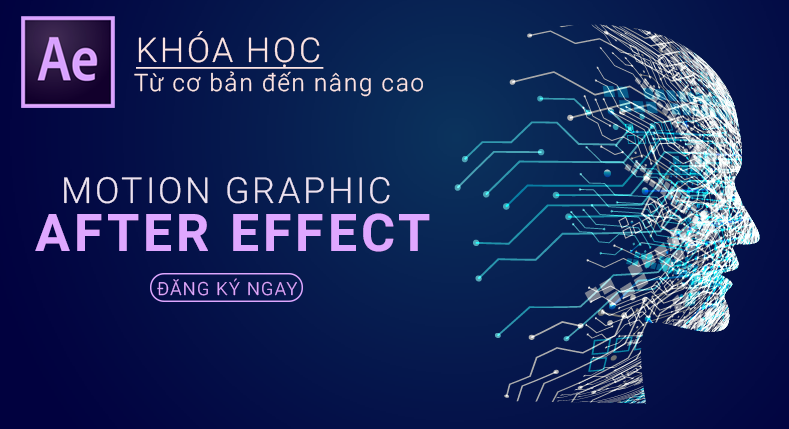 Ae
KHÓA HỌC
Từ cơ bản đến nâng cao
MOTION GRAPHIC
AFTER EFFECT
ĐĂNG KÝ NGAY